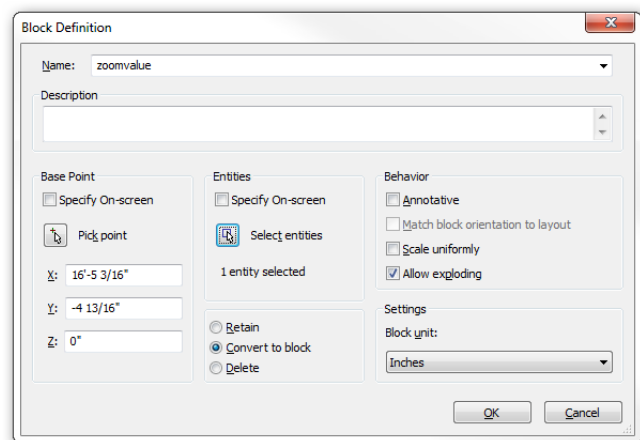 Block Definition
Name: zoomvalue
Description
Base Point
Specify On-screen
Pick point
X: 16'-5 3/16"
Y: -4 13/16"
Z: 0"
Entities
Specify On-screen
Select entities
1 entity selected
Retain
Convert to block
Delete
Behavior
Annotative
Match block orientation to layout
Scale uniformly
Allow exploding
Settings
Block unit:
Inches
OK Cancel